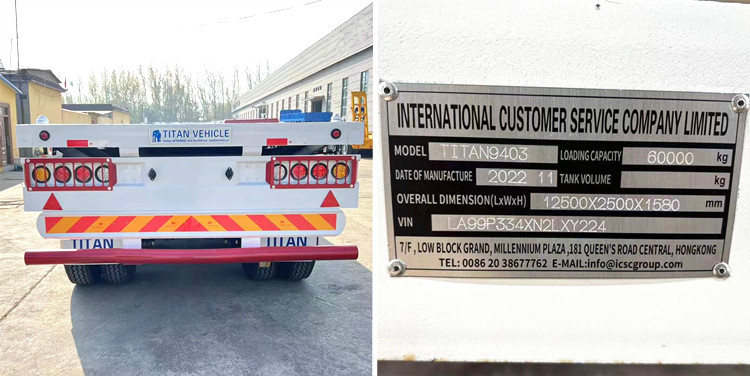 TITAN VEHICLE
TITAN
TITAN
INTERNATIONAL CUSTOMER SERVICE COMPANY LIMITED
MODEL TITAN9403 LOADING CAPACITY 60000 kg
DATE OF MANUFACTURE 2022 11 TANK VOLUME kg
OVERALL DIMENSION(LxWxH) 12500X2500X1580 mm
VIN LA99P334XN2LXY224
7/F , LOW BLOCK GRAND, MILLENNIUM PLAZA ,181 QUEEN'S ROAD CENTRAL, HONGKONG
TEL: 0086 20 38677762 E-MAIL:info@icscgroup.com